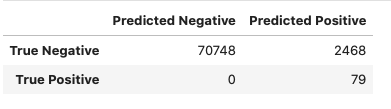 Predicted Negative Predicted Positive
True Negative 70748 2468
True Positive 0 79